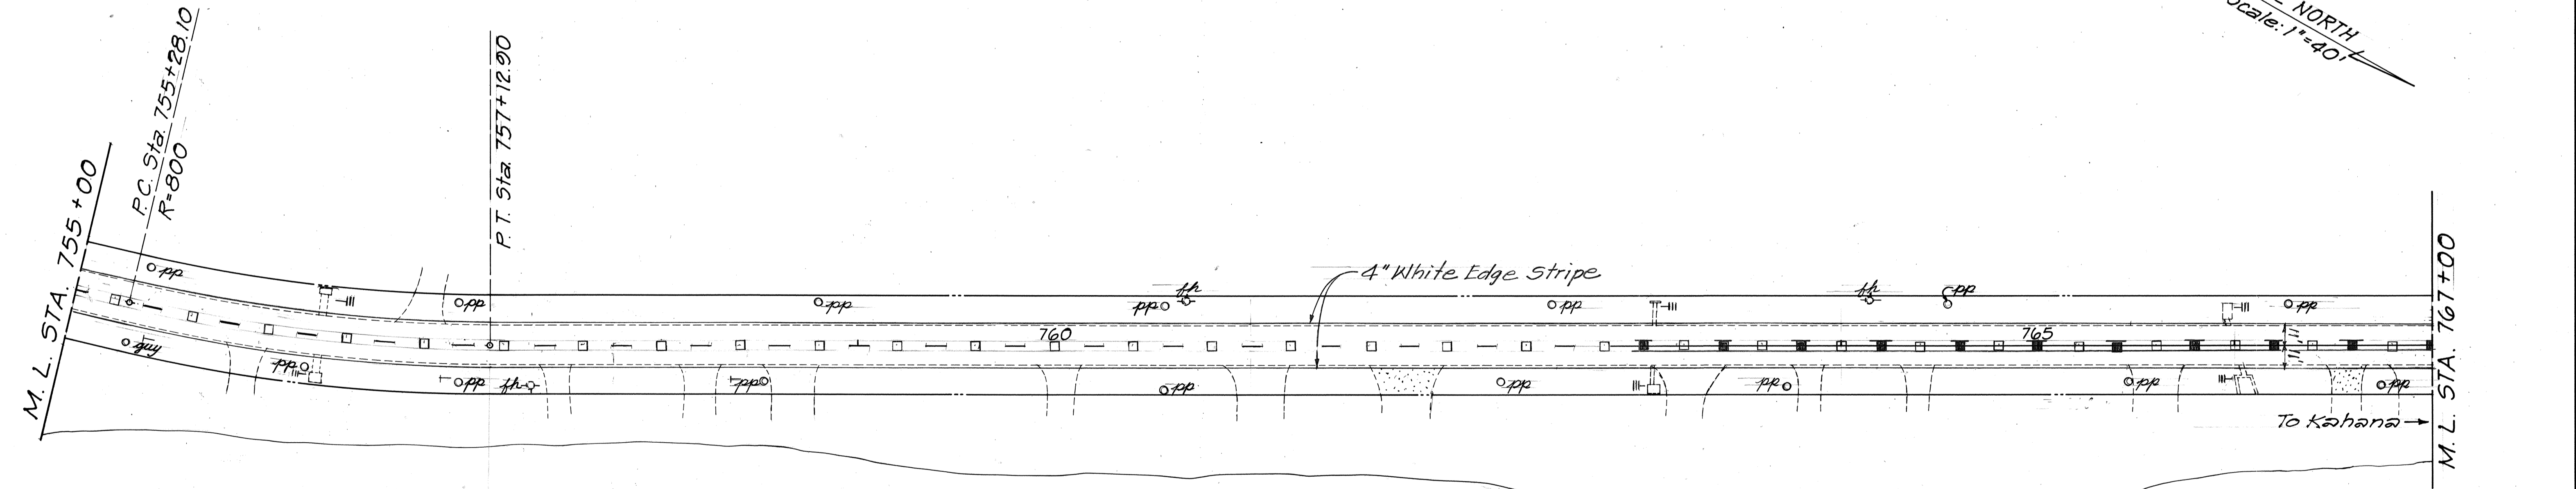 M. L. STA. 755 + 00
P.C. Sta. 755+28.10
R=800
P.T. Sta. 757+12.90
NORTH
Scale: 1"=40'
4" White Edge Stripe
pp
pp
pp
pp
fh
pp
fh
pp
pp
760
765
guy
pp
pp
fh
pp
pp
pp
pp
pp
pp
To Kahana
M. L. STA. 767+00